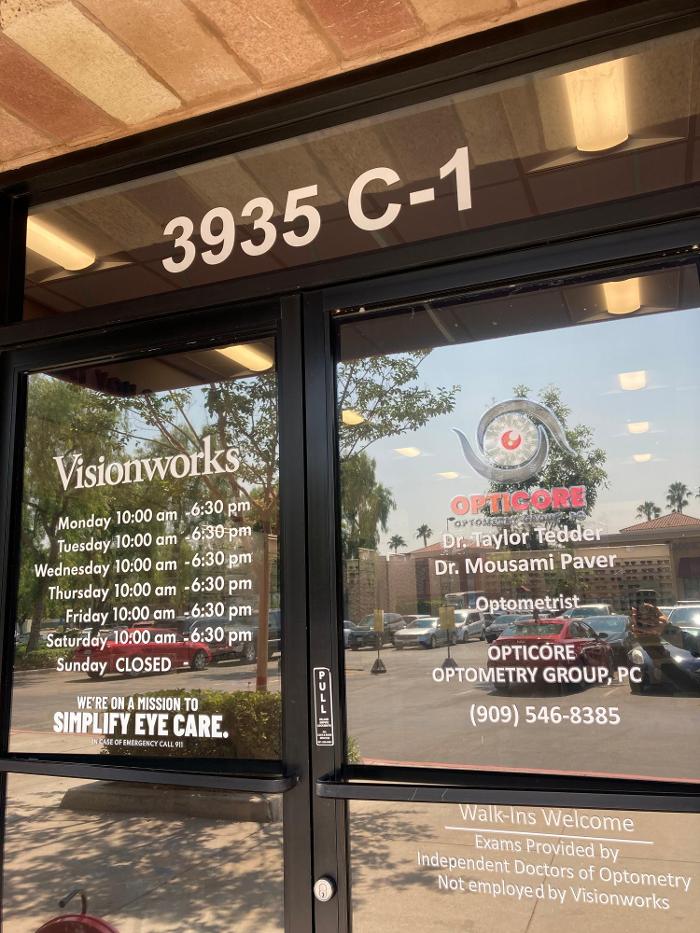 3935 C-1
Visionworks
Monday 10:00 am -6:30 pm
Tuesday 10:00 am -6:30 pm
Wednesday 10:00 am -6:30 pm
Thursday 10:00 am -6:30 pm
Friday 10:00 am -6:30 pm
Saturday 10:00 am -6:30 pm
Sunday CLOSED
WE'RE ON A MISSION TO
SIMPLIFY EYE CARE.
IN CASE OF EMERGENCY CALL 911
PULL
OPTICORE
OPTOMETRY GROUP
Dr. Taylor Tedder
Dr. Mousami Paver
Optometrist
OPTICORE
OPTOMETRY GROUP, PC
(909) 546-8385
Walk-Ins Welcome
Exams Provided by
Independent Doctors of Optometry
Not employed by Visionworks